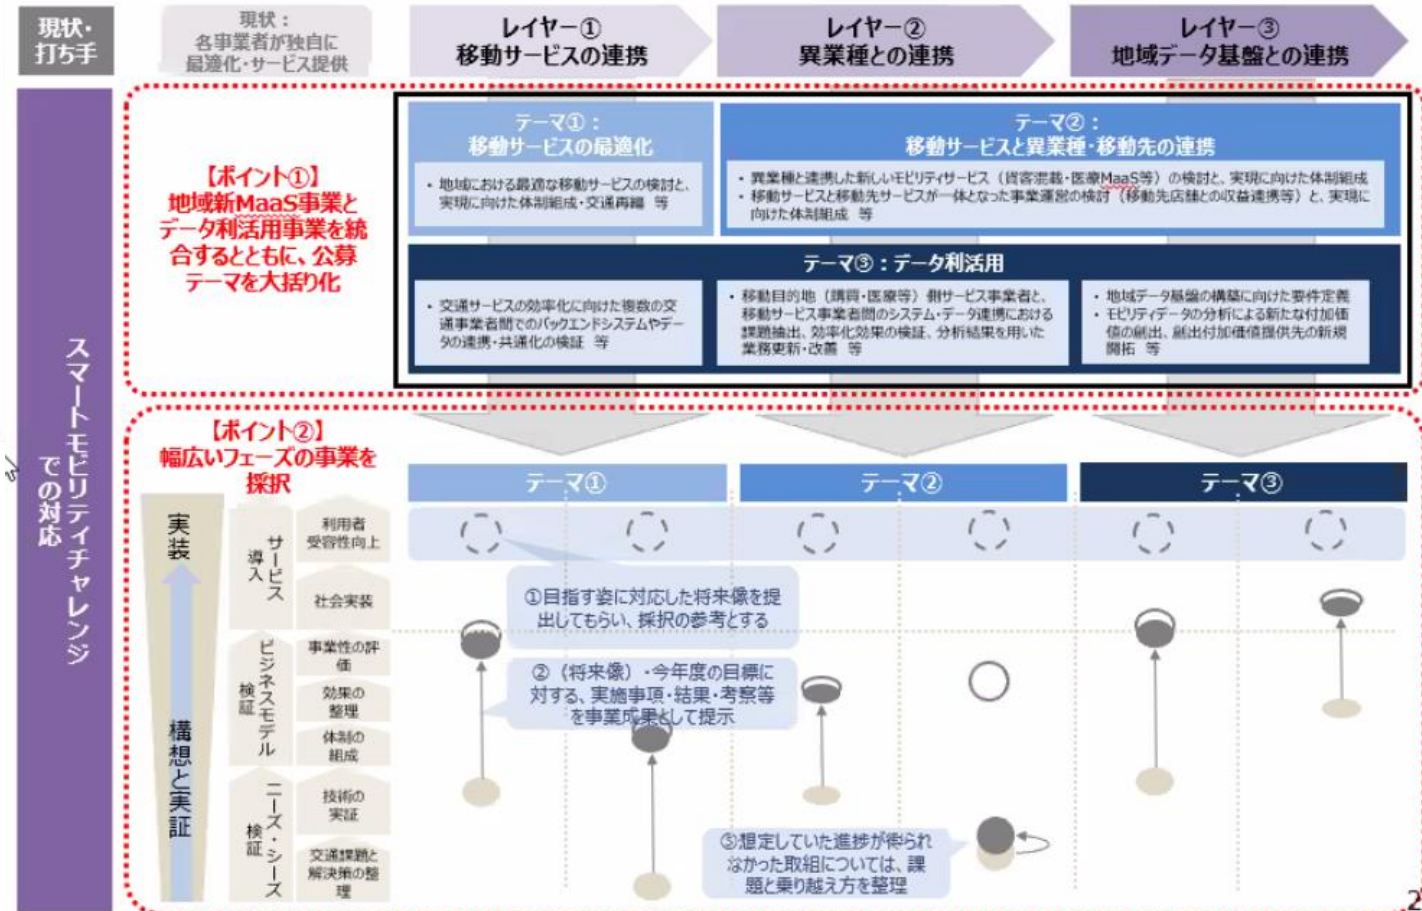 現状・
打ち手
現状：
各事業者が独自に
最適化・サービス提供
レイヤー①
移動サービスの連携
レイヤー②
異業種との連携
レイヤー③
地域データ基盤との連携
スマートモビリティチャレンジ
での対応
【ポイント①】
地域新MaaS事業と
データ利活用事業を統
合するとともに、公募
テーマを大括り化
テーマ①：
移動サービスの最適化
・地域における最適な移動サービスの検討と、
実現に向けた体制組成・交通再編 等
テーマ②：
移動サービスと異業種・移動先の連携
・異業種と連携した新しいモビリティサービス（貨客混載・医療MaaS等）の検討と、実現に向けた体制組成
・移動サービスと移動先サービスが一体となった事業運営の検討（移動先店舗との収益連携等）と、実現に
向けた体制組成 等
テーマ③：データ利活用
・交通サービスの効率化に向けた複数の交
通事業者間でのバックエンドシステムやデー
タの連携・共通化の検証 等
・移動目的地（購買・医療等）側サービス事業者と、
移動サービス事業者間のシステム・データ連携における
課題抽出、効率化効果の検証、分析結果を用いた
業務更新・改善 等
・地域データ基盤の構築に向けた要件定義
・モビリティデータの分析による新たな付加価
値の創出、創出付加価値提供先の新規
開拓 等
【ポイント②】
幅広いフェーズの事業を
採択
テーマ①
テーマ②
テーマ③
実装
構想と実証
サービス
導入
利用者
受容性向上
社会実装
ビジネスモデル
検証
事業性の評
価
効果の
整理
体制の
組成
ニーズ・シーズ
検証
技術の
実証
交通課題と
解決策の整
理
①目指す姿に対応した将来像を提
出してもらい、採択の参考とする
②（将来像）・今年度の目標に
対する、実施事項・結果・考察等
を事業成果として提示
③想定していた進捗が得られ
なかった取組については、課
題と乗り越え方を整理
2